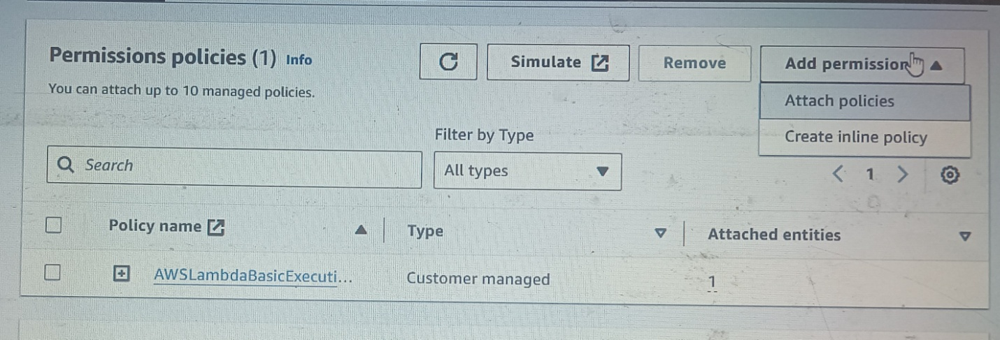 Permissions policies (1) Info
You can attach up to 10 managed policies.
Simulate
Remove
Add permission
Attach policies
Create inline policy
Filter by Type
Search
All types
1
Policy name
Type
Attached entities
AWSLambdaBasicExecuti...
Customer managed
1